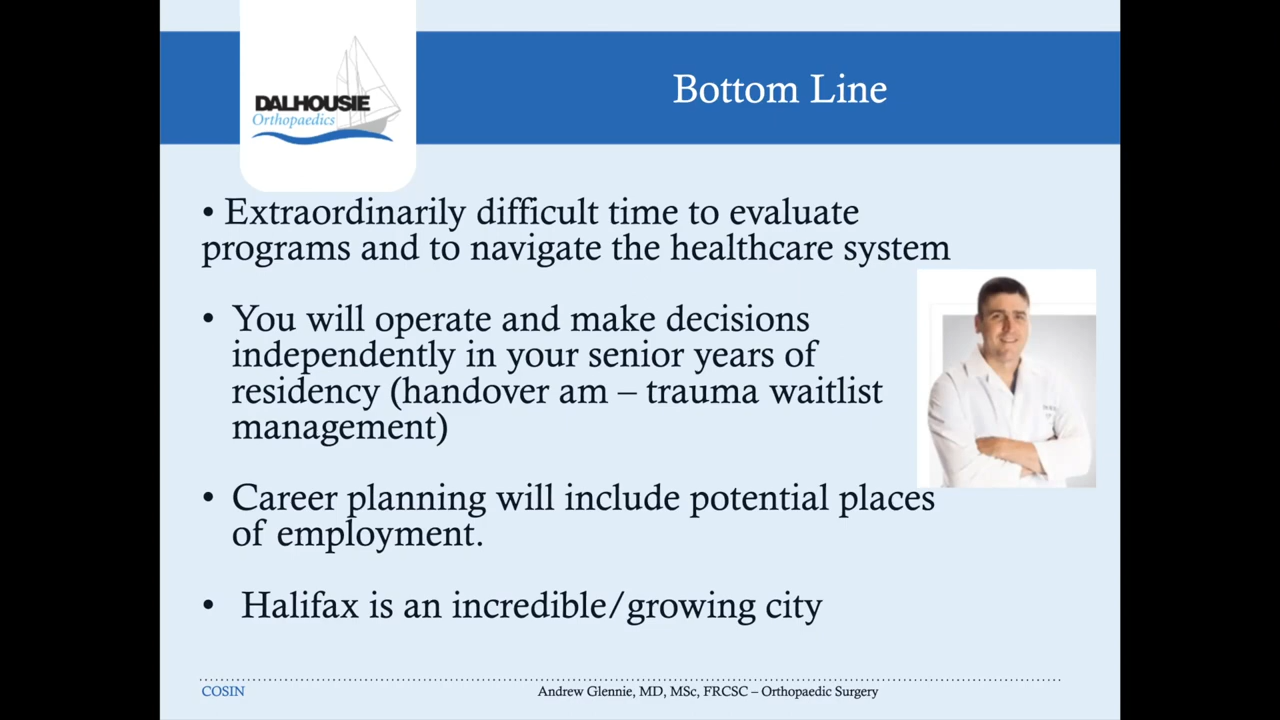 DALHOUSIE
Orthopaedics
Bottom Line
• Extraordinarily difficult time to evaluate
programs and to navigate the healthcare system
• You will operate and make decisions
independently in your senior years of
residency (handover am – trauma waitlist
management)
• Career planning will include potential places
of employment.
• Halifax is an incredible/growing city
COSIN
Andrew Glennie, MD, MSc, FRCSC – Orthopaedic Surgery